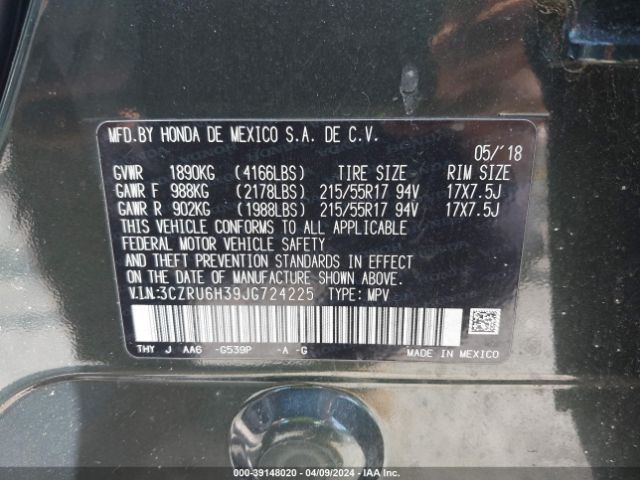 MFD.BY HONDA DE MEXICO S.A. DE C.V.
05/'18
GVWR 1890KG (4166LBS) TIRE SIZE RIM SIZE
GAWR F 988KG (2178LBS) 215/55R17 94V 17X7.5J
GAWR R 902KG (1988LBS) 215/55R17 94V 17X7.5J
THIS VEHICLE CONFORMS TO ALL APPLICABLE
FEDERAL MOTOR VEHICLE SAFETY
AND THEFT PREVENTION STANDARDS IN EFFECT
ON THE DATE OF MANUFACTURE SHOWN ABOVE.
V.I.N.:3CZRU6H39JG724225 TYPE: MPV
THY J AA6 -G539P -A -G MADE IN MEXICO
000-39148020 - 04/09/2024 - IAA Inc.